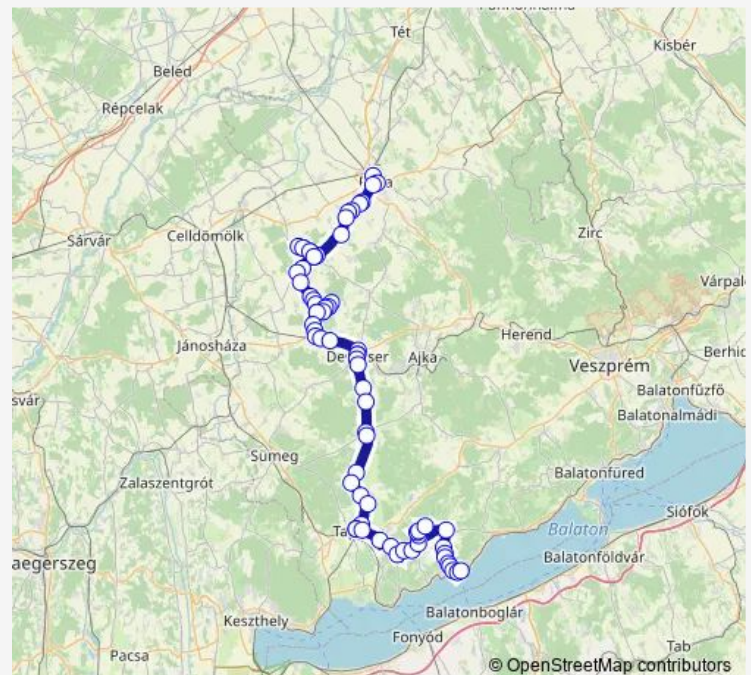 Tét
Kisbér
Beled
Répcelak
Sárvár
Celldömölk
Zirc
Várpal
Jánosháza
Ajka
Herend
Veszprém
Berhid
svár
Balatonfűzfő
Balatonalmádi
Sümeg
Zalaszentgrót
Balatonfüred
Siófok
Balaton
aegerszeg
Balatonföldvár
Keszthely
Balatonboglár
Fonyód
Pacsa
Tab
© OpenStreetMap contributors